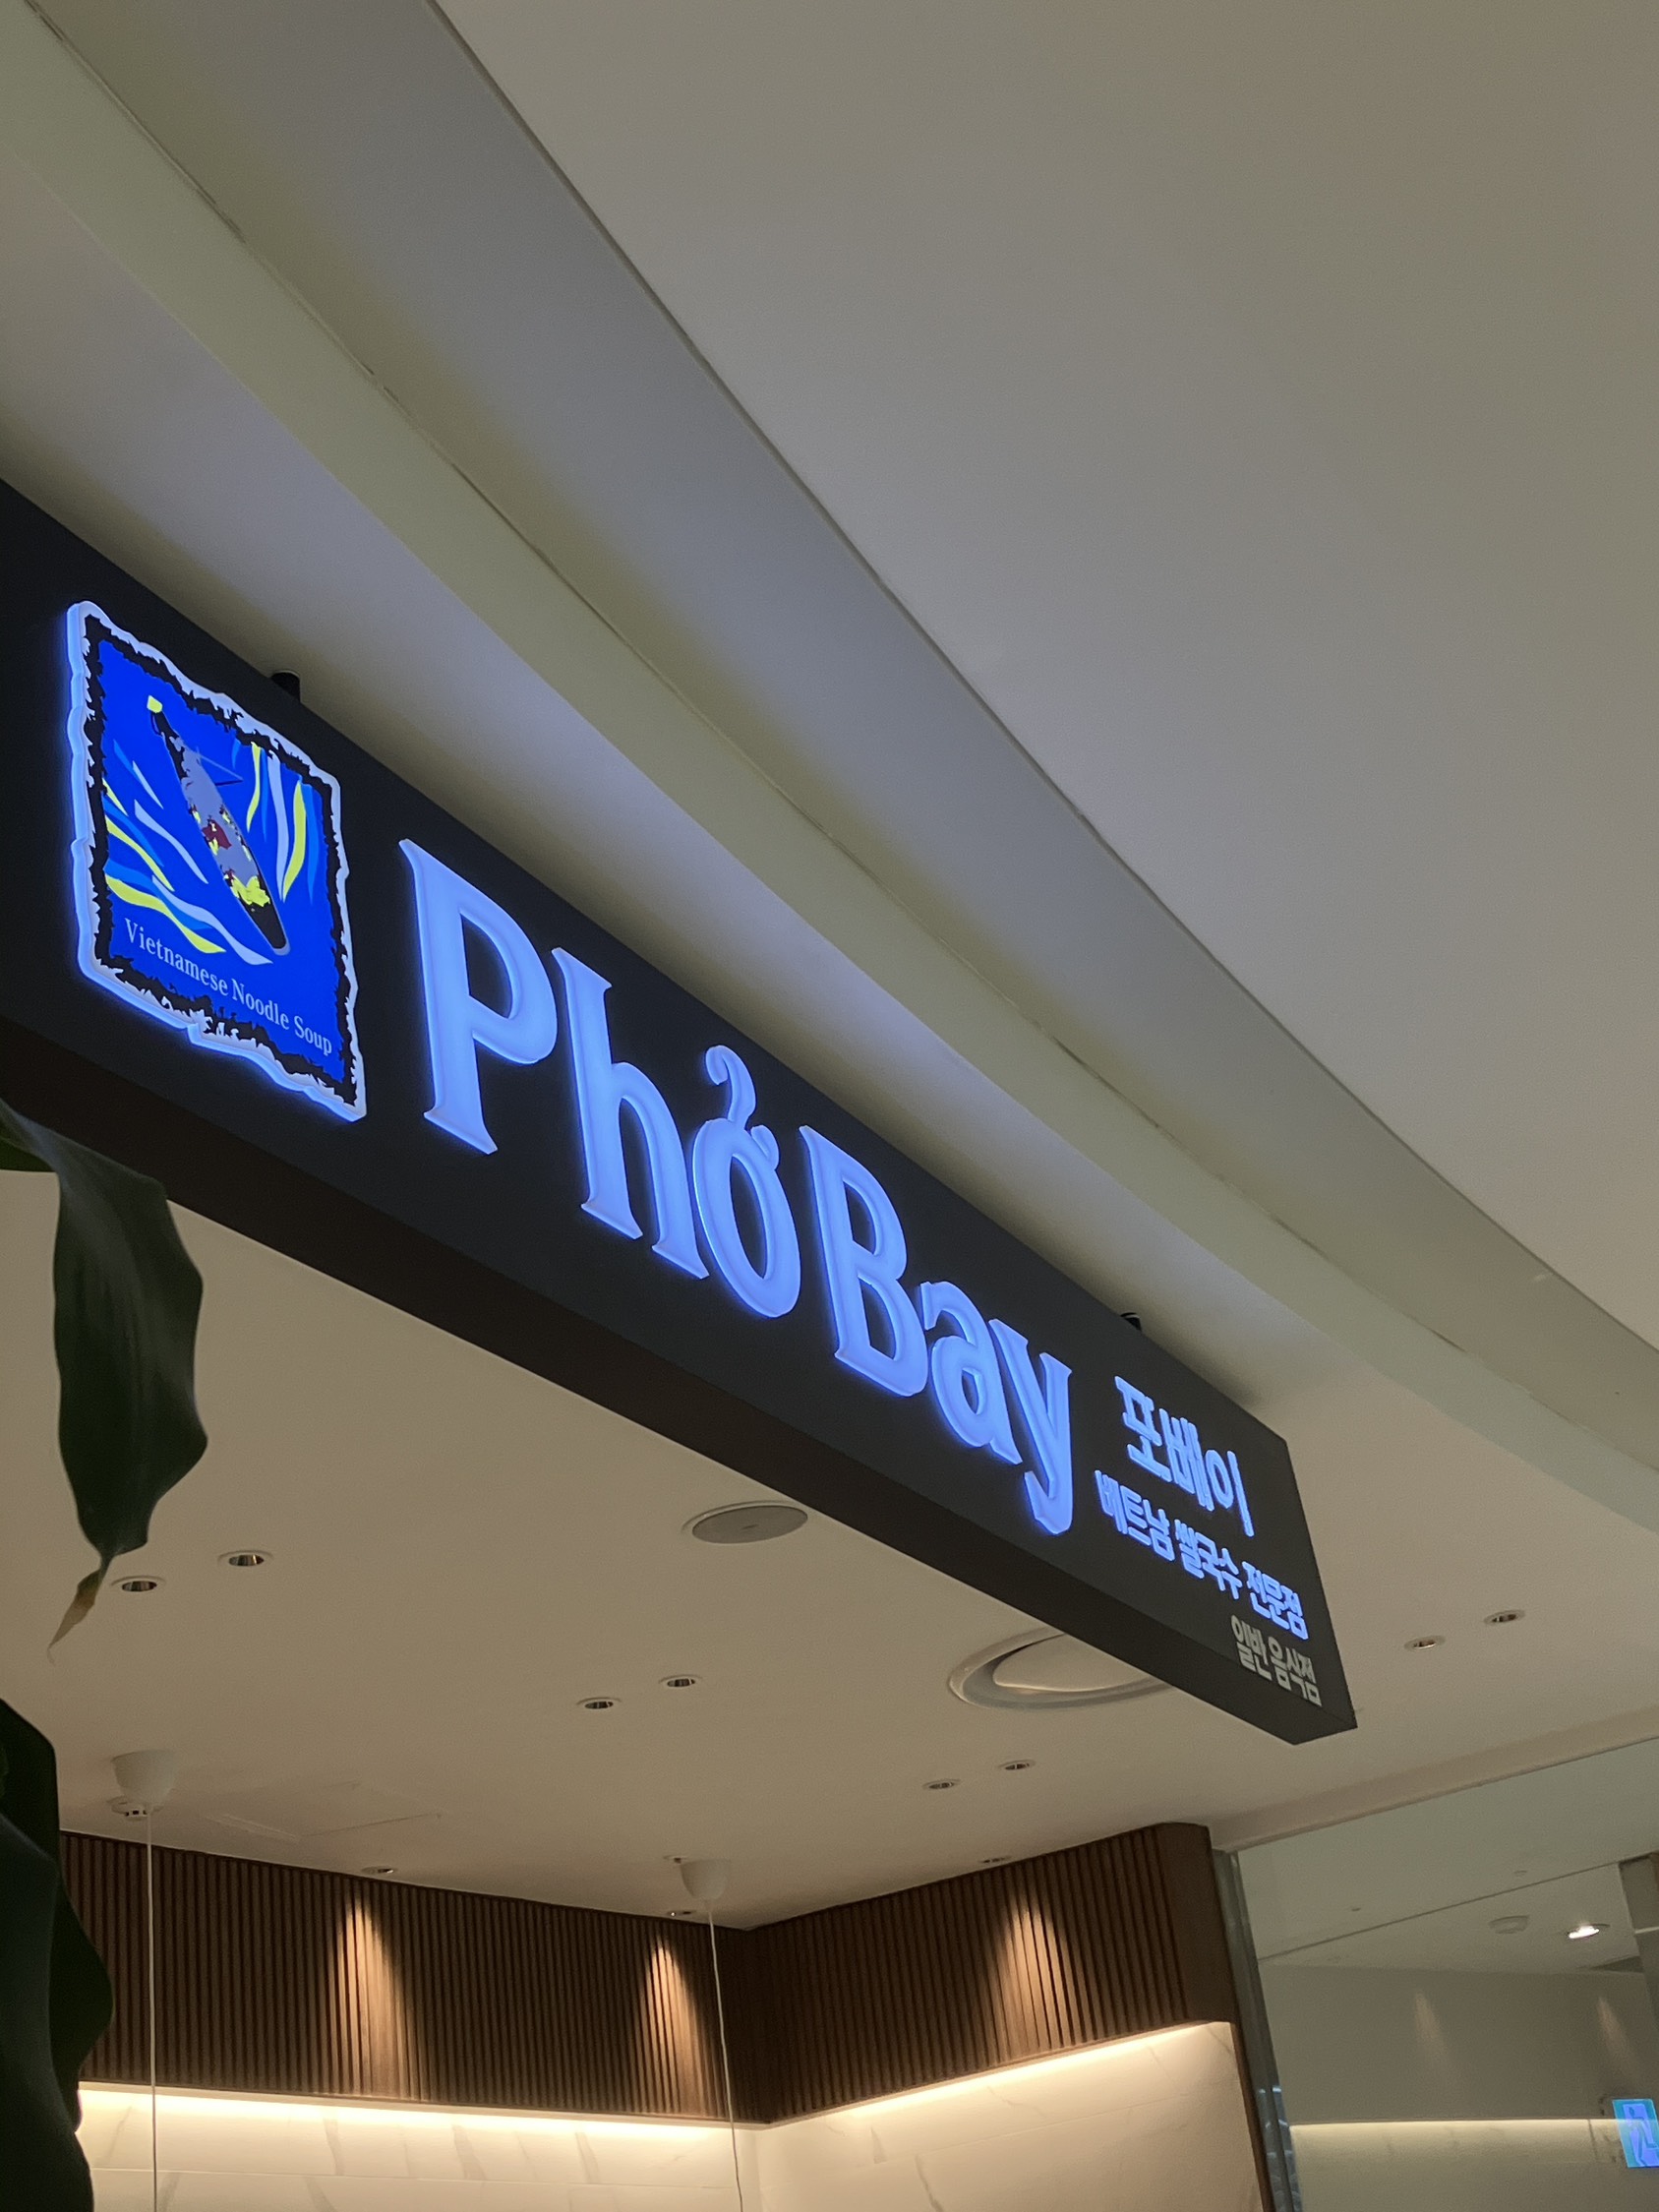 Vietnamese Noodle Soup
Phở Bay
포베이
베트남 쌀국수 전문점
일반 음식점